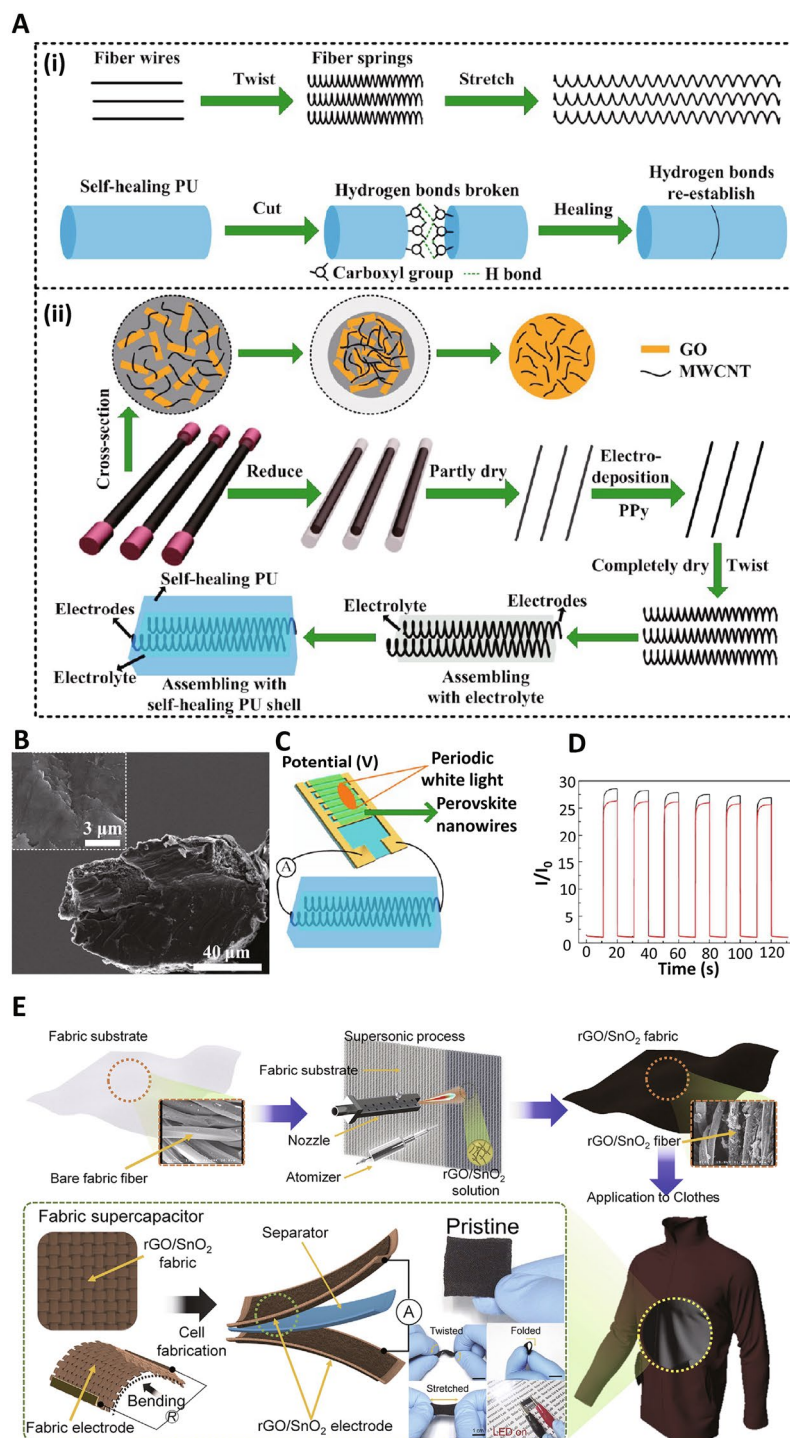 A
(i)
Fiber wires
Twist
Fiber springs
Stretch
Self-healing PU
Cut
Hydrogen bonds broken
Healing
Hydrogen bonds
re-establish
Carboxyl group
H bond
(ii)
GO
MWCNT
Cross-section
Reduce
Partly dry
Electro-
deposition
PPy
Completely dry
Twist
Self-healing PU
Electrodes
Electrolyte
Assembling with
self-healing PU shell
Electrolyte
Electrodes
Assembling
with electrolyte
B
3 µm
40 µm
C
Potential (V)
Periodic
white light
Perovskite
nanowires
A
D
I/I0
30
25
20
15
10
5
0
0 20 40 60 80 100 120
Time (s)
E
Fabric substrate
Bare fabric fiber
Supersonic process
Fabric substrate
Nozzle
Atomizer
rGO/SnO2
solution
rGO/SnO2 fabric
rGO/SnO2 fiber
Application to Clothes
Fabric supercapacitor
rGO/SnO2
fabric
Cell
fabrication
Bending
R
Fabric electrode
Separator
A
rGO/SnO2 electrode
Pristine
Twisted
Folded
Stretched
LED on